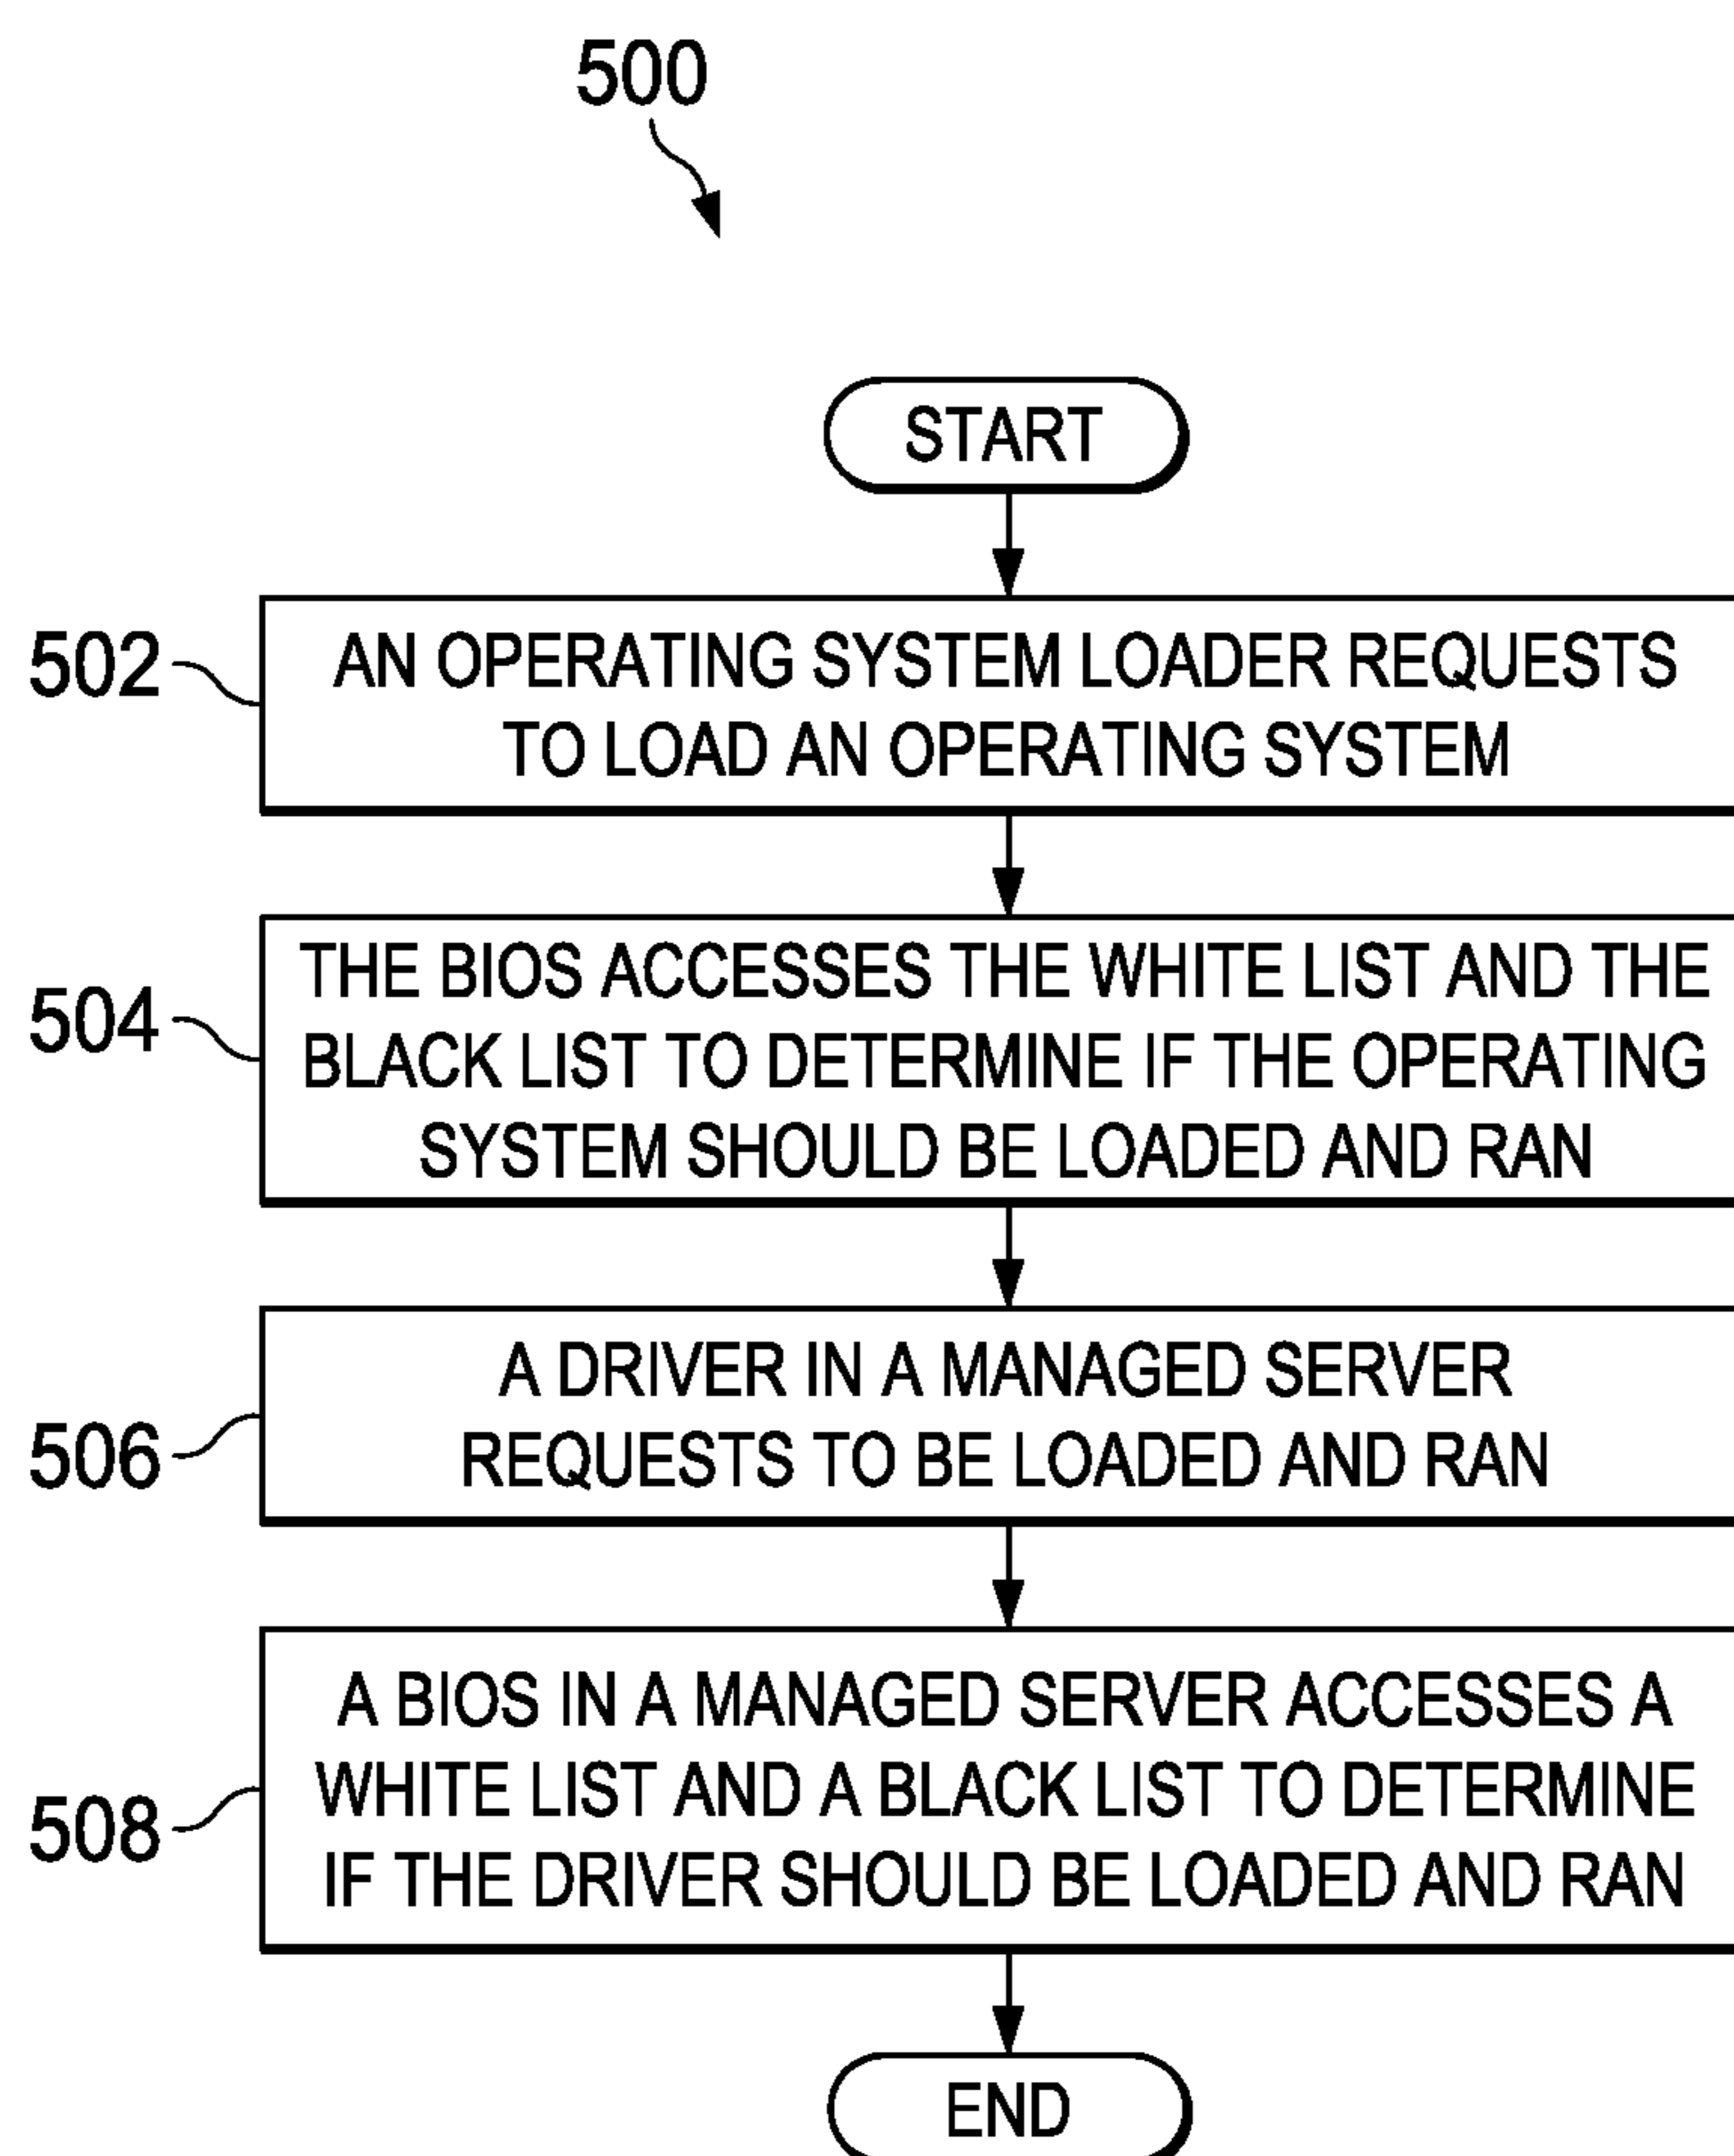 500
START
502
AN OPERATING SYSTEM LOADER REQUESTS
TO LOAD AN OPERATING SYSTEM
504
THE BIOS ACCESSES THE WHITE LIST AND THE
BLACK LIST TO DETERMINE IF THE OPERATING
SYSTEM SHOULD BE LOADED AND RAN
506
A DRIVER IN A MANAGED SERVER
REQUESTS TO BE LOADED AND RAN
508
A BIOS IN A MANAGED SERVER ACCESSES A
WHITE LIST AND A BLACK LIST TO DETERMINE
IF THE DRIVER SHOULD BE LOADED AND RAN
END